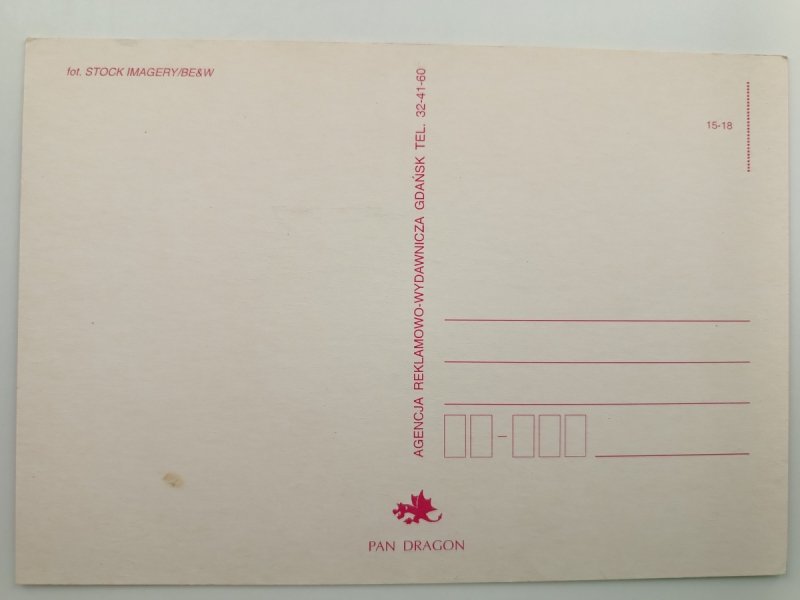 fot. STOCK IMAGERY/BE&W
AGENCJA REKLAMOWO-WYDAWNICZA GDAŃSK TEL. 32-41-60
15-18
PAN DRAGON